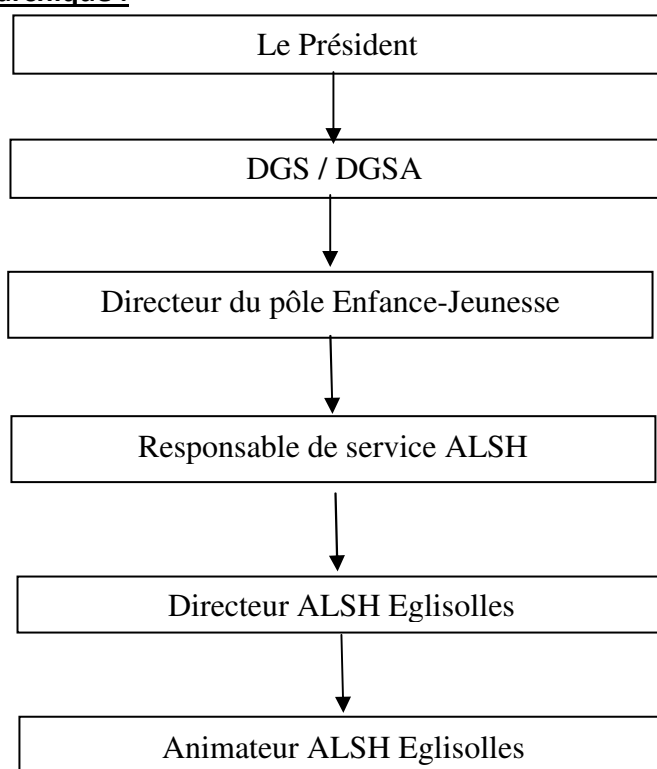 Le Président
DGS / DGSA
Directeur du pôle Enfance-Jeunesse
Responsable de service ALSH
Directeur ALSH Eglisolles
Animateur ALSH Eglisolles